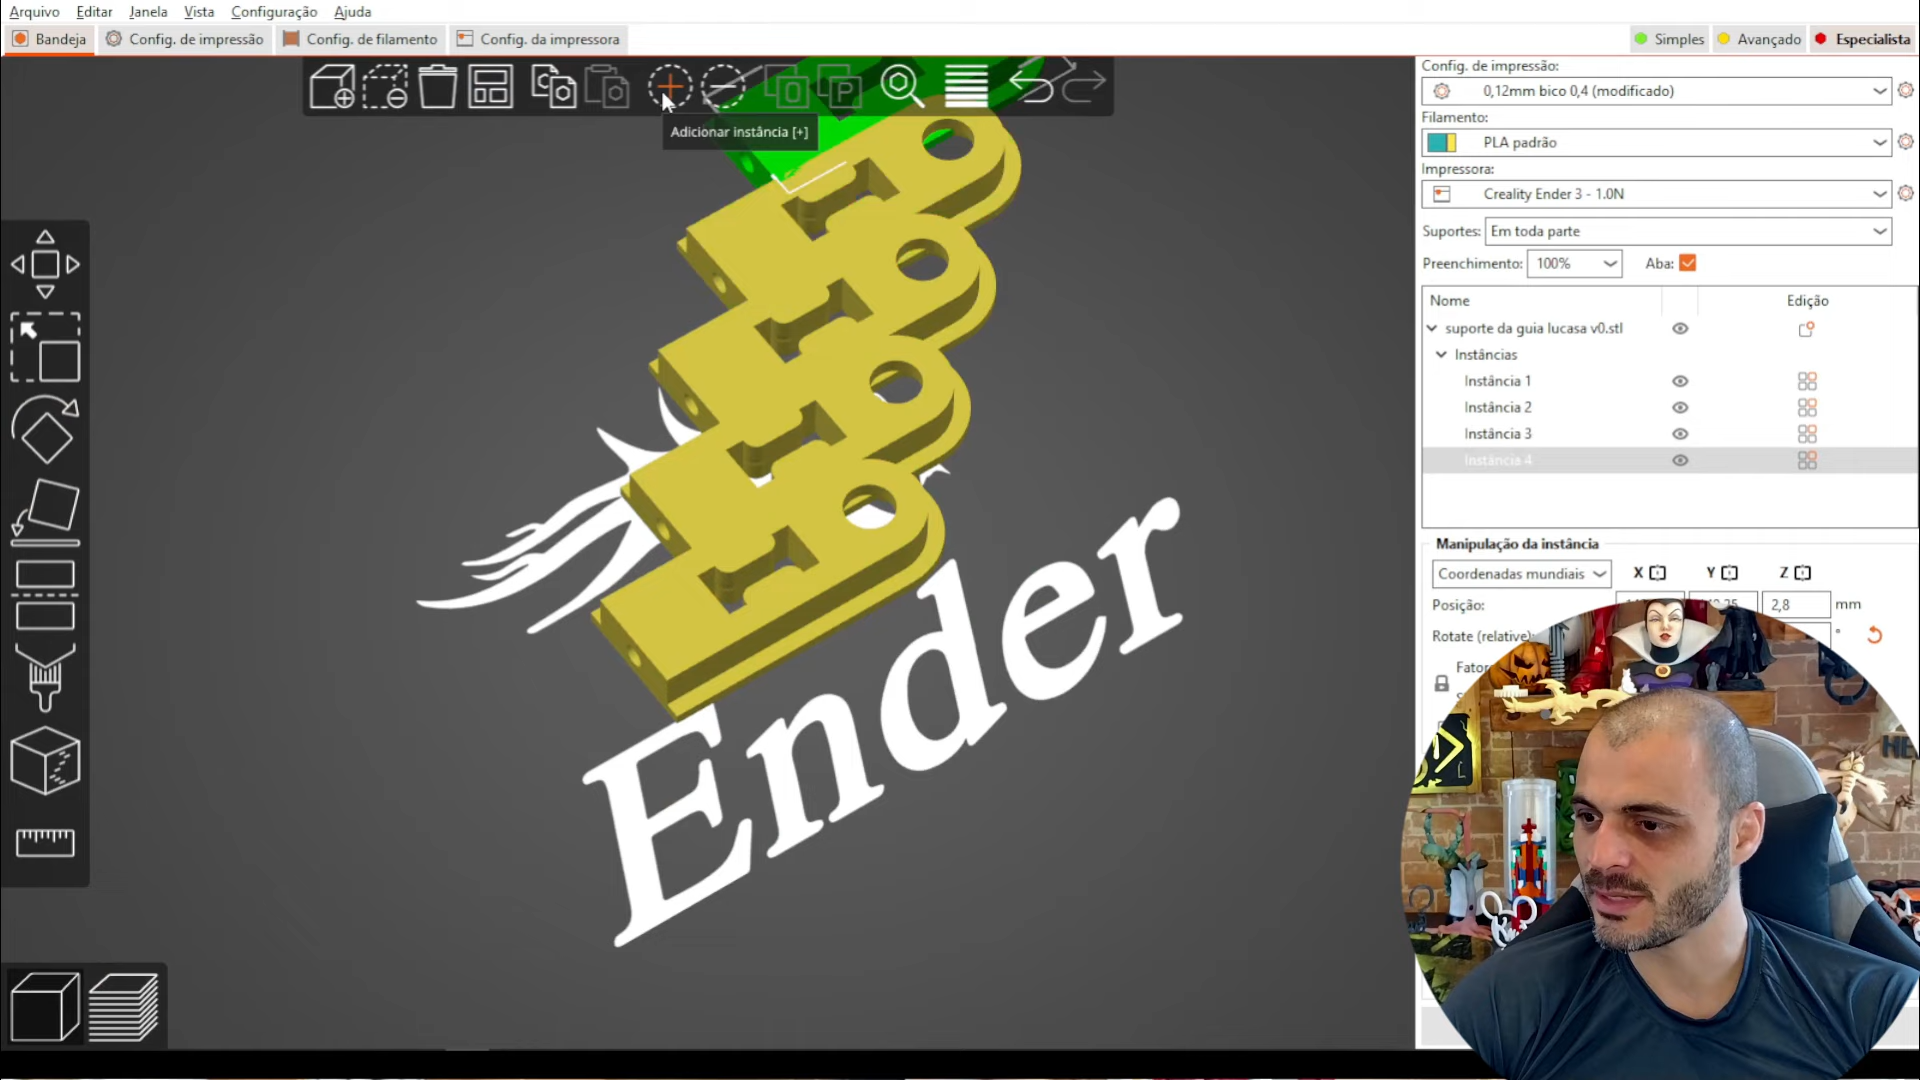 Arquivo Editar Janela Vista Configuração Ajuda
Bandeja Config. de impressão Config. de filamento Config. da impressora Simples Avançado Especialista
Adicionar instância [+]
Config. de impressão:
0,12mm bico 0,4 (modificado)
Filamento:
PLA padrão
Impressora:
Creality Ender 3 - 1.0N
Suportes: Em toda parte
Preenchimento: 100% Aba:
Nome Edição
suporte da guia lucasa v0.stl
Instâncias
Instância 1
Instância 2
Instância 3
Instância 4
Manipulação da instância
Coordenadas mundiais X Y Z
Posição: 2,8 mm
Rotate (relative) °
Ender